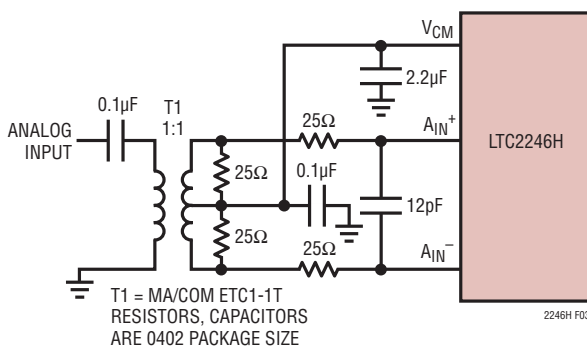 VCM
2.2µF
0.1µF
T1
1:1
ANALOG
INPUT
25Ω
AIN+
LTC2246H
25Ω
0.1µF
12pF
25Ω
25Ω
AIN−
T1 = MA/COM ETC1-1T
RESISTORS, CAPACITORS
ARE 0402 PACKAGE SIZE
2246H F03